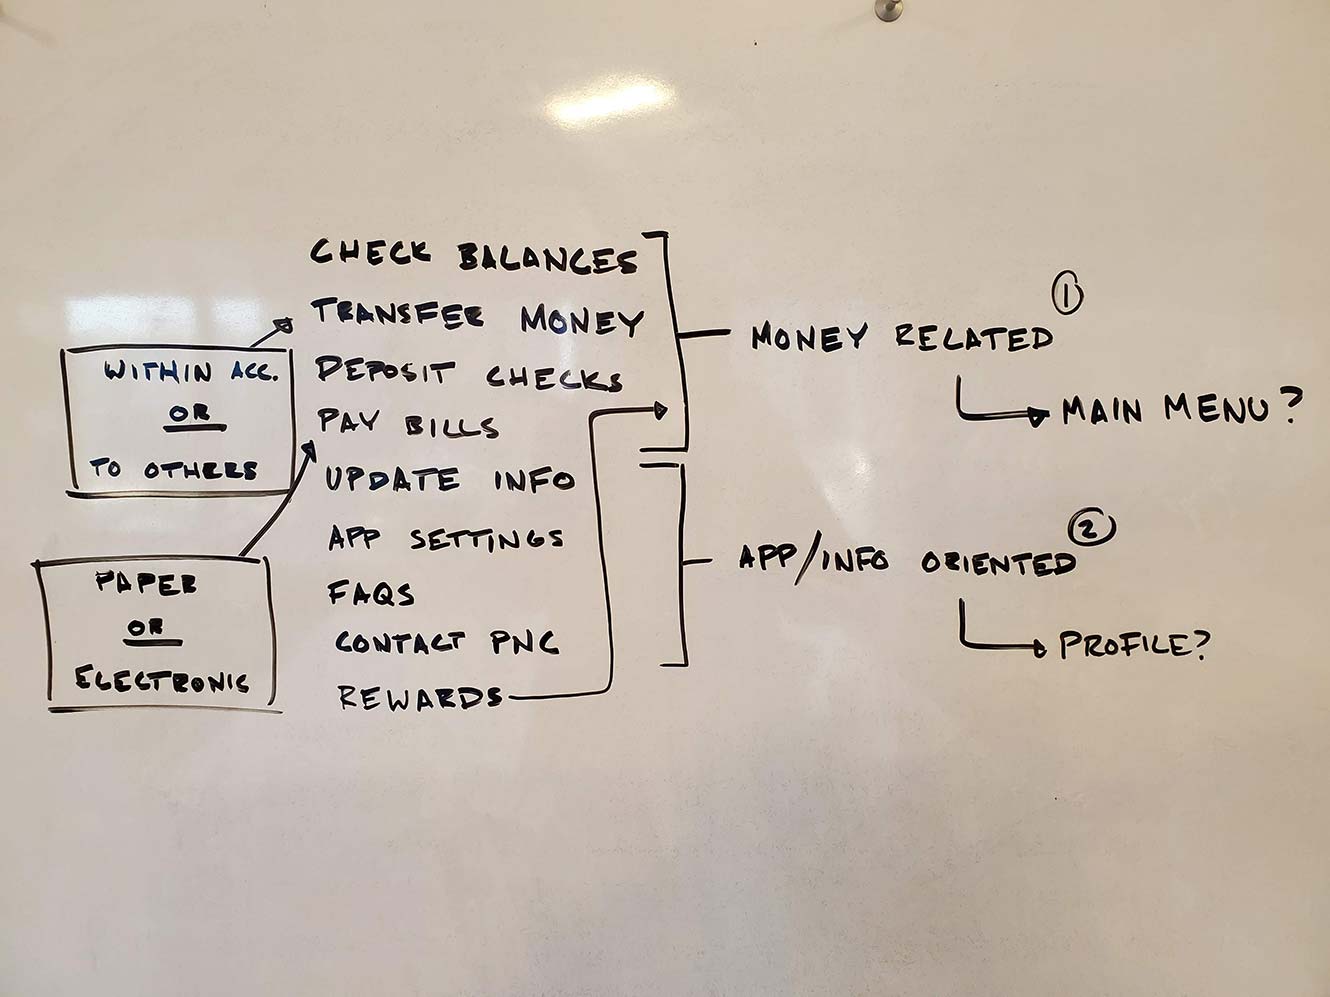 CHECK BALANCES
TRANSFER MONEY
DEPOSIT CHECKS
PAY BILLS
UPDATE INFO
APP SETTINGS
FAQS
CONTACT PNC
REWARDS
WITHIN ACC.
OR
TO OTHERS
PAPER
OR
ELECTRONIC
MONEY RELATED 1
MAIN MENU?
APP/INFO ORIENTED 2
PROFILE?